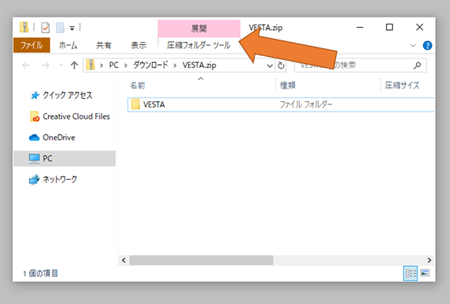 展開 VESTA.zip
ファイル ホーム 共有 表示 圧縮フォルダー ツール
PC ダウンロード VESTA.zip の検索
名前 種類 圧縮サイズ
クイック アクセス
VESTA ファイル フォルダー
Creative Cloud Files
OneDrive
PC
ネットワーク
1 個の項目